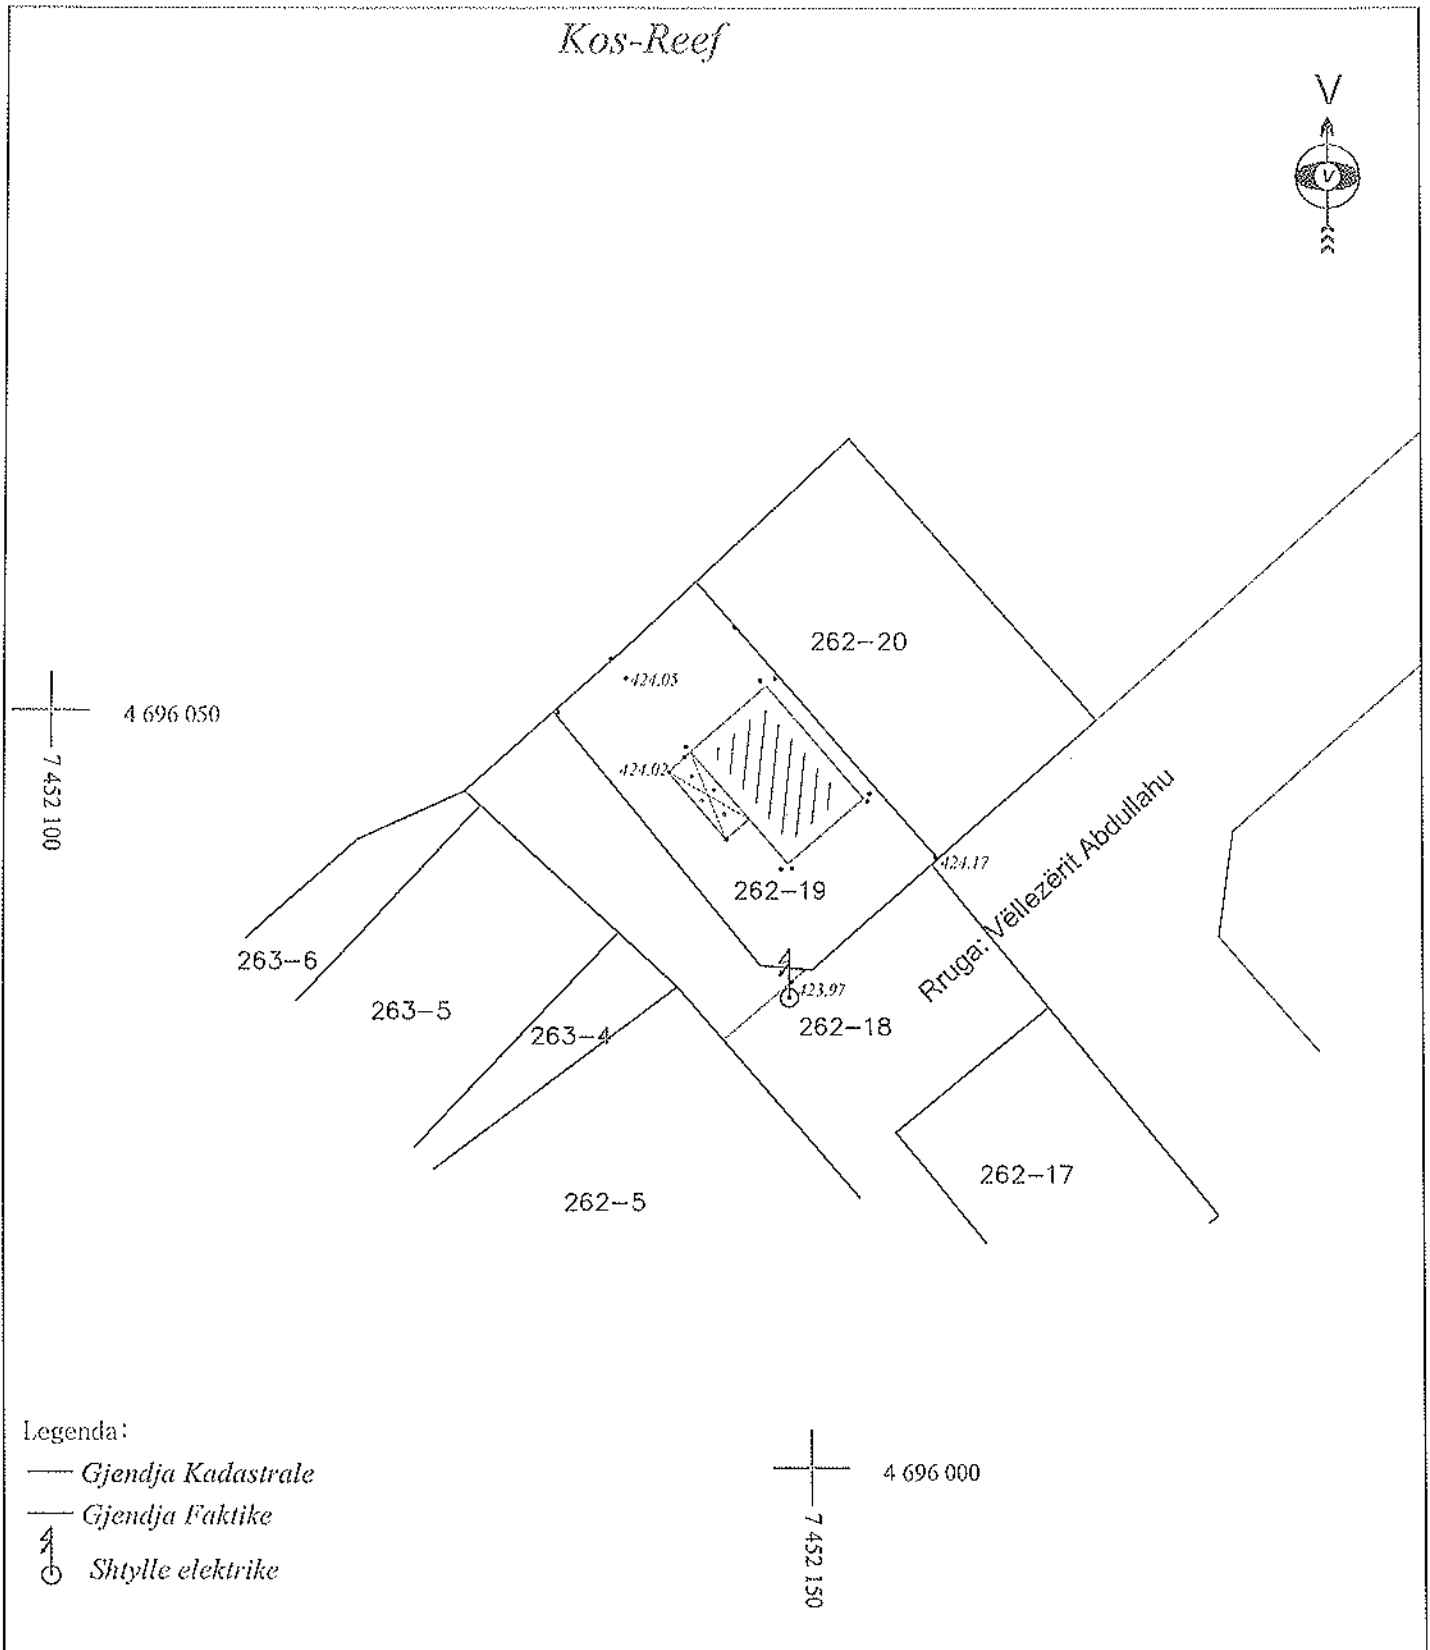 Kos-Reef
V
V
262-20
424.05
4 696 050
7 452 100
424.02
262-19
424.17
Rruga: Vëllezërit Abdullahu
263-6
423.97
263-5
262-18
263-4
262-17
262-5
Legenda:
Gjendja Kadastrale
4 696 000
Gjendja Faktike
7 452 150
Shtylle elektrike